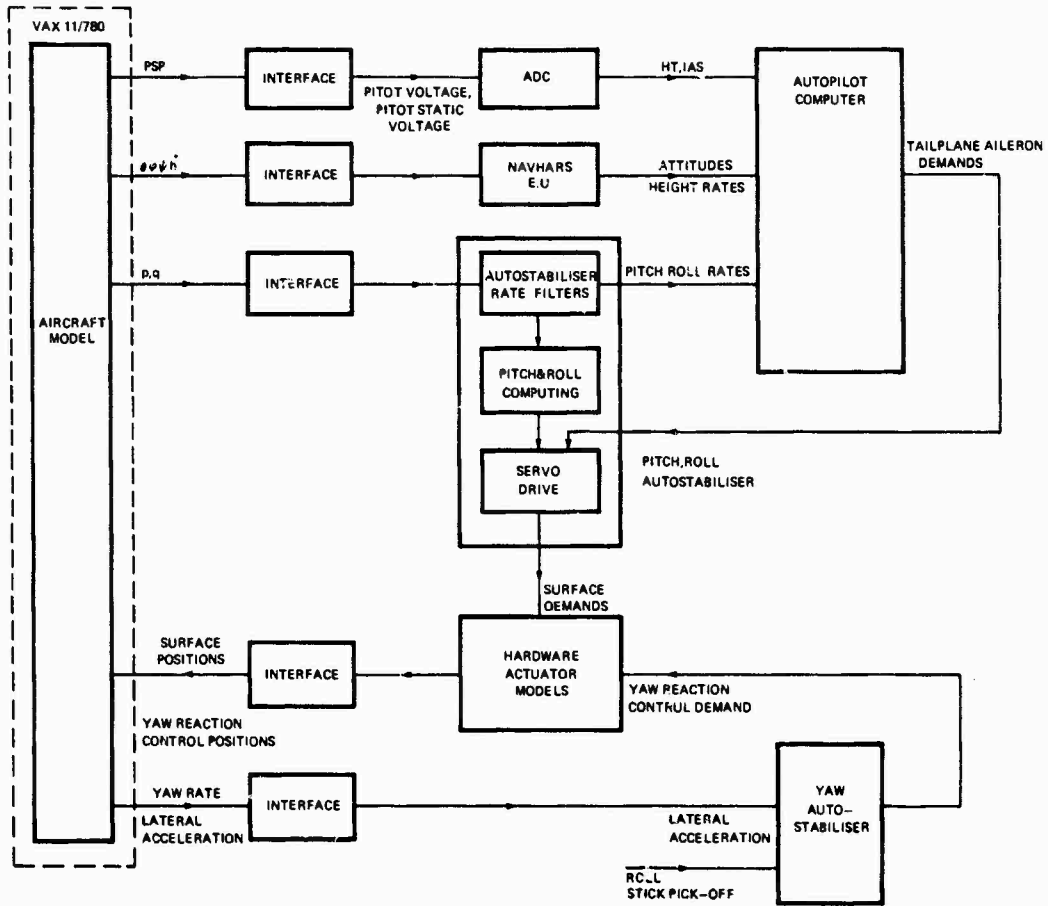 VAX 11/780
PSP
INTERFACE
PITOT VOLTAGE,
PITOT STATIC
VOLTAGE
ADC
HT, IAS
AUTOPILOT
COMPUTER
TAILPLANE AILERON
DEMANDS
INTERFACE
NAVHARS
E.U
ATTITUDES
HEIGHT RATES
p,q
INTERFACE
AUTOSTABILISER
RATE FILTERS
PITCH ROLL RATES
AIRCRAFT
MODEL
PITCH&ROLL
COMPUTING
SERVO
DRIVE
PITCH, ROLL
AUTOSTABILISER
SURFACE
DEMANDS
SURFACE
POSITIONS
INTERFACE
HARDWARE
ACTUATOR
MODELS
YAW REACTION
CONTROL DEMAND
YAW REACTION
CONTROL POSITIONS
YAW RATE
LATERAL
ACCELERATION
INTERFACE
LATERAL
ACCELERATION
YAW
AUTO-
STABILISER
ROLL
STICK PICK-OFF